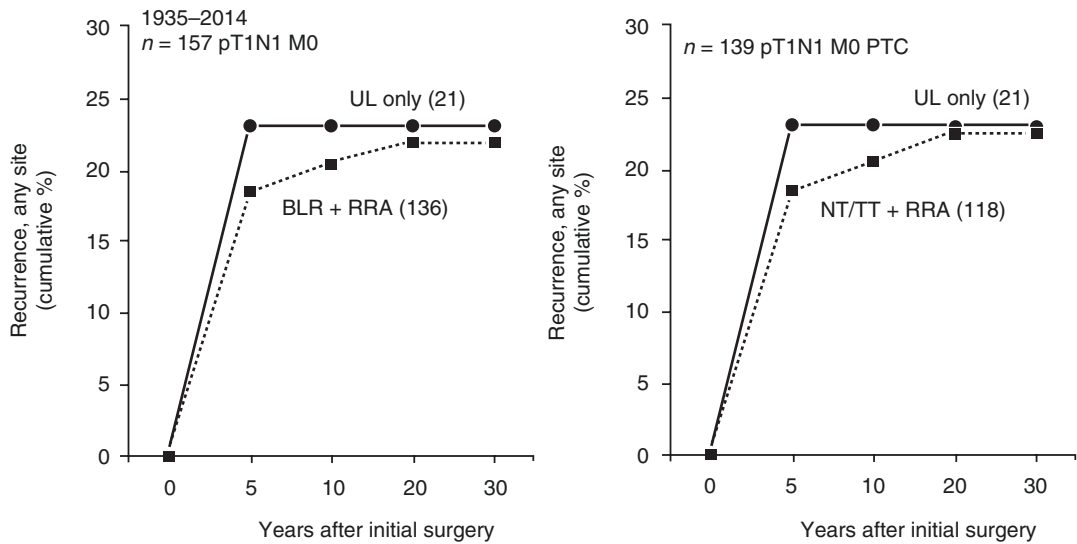 1935–2014
n = 157 pT1N1 M0
30
25
20
15
10
5
0
Recurrence, any site
(cumulative %)
UL only (21)
BLR + RRA (136)
0 5 10 20 30
Years after initial surgery
n = 139 pT1N1 M0 PTC
30
25
20
15
10
5
0
Recurrence, any site
(cumulative %)
UL only (21)
NT/TT + RRA (118)
0 5 10 20 30
Years after initial surgery